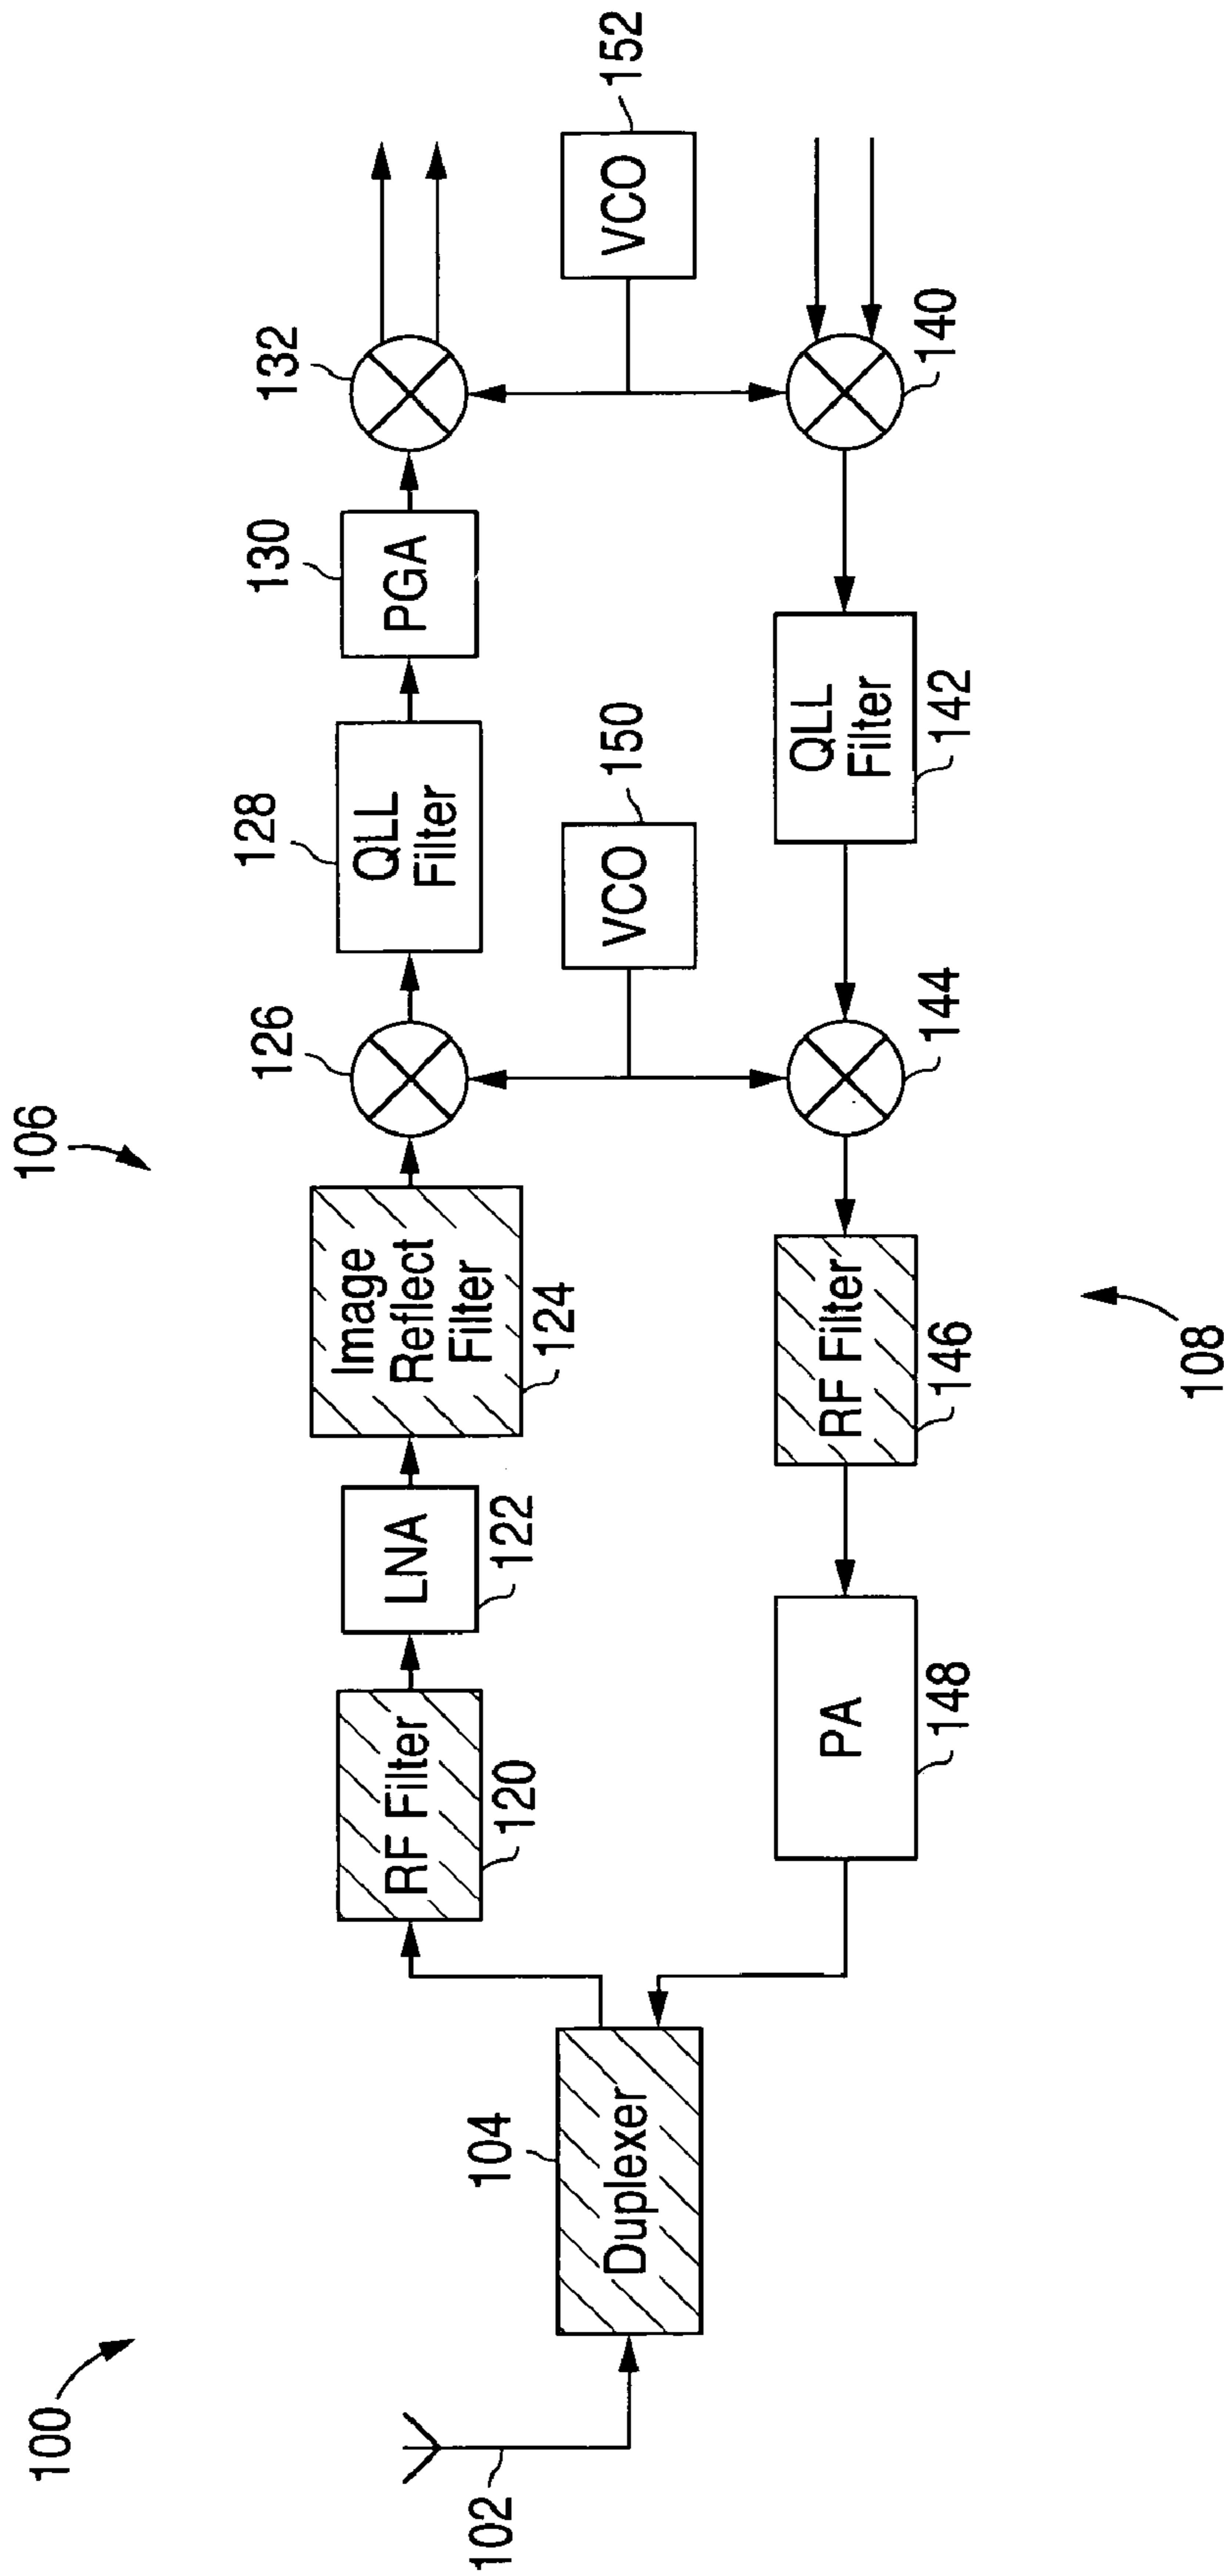 100
106
102
104
Duplexer
RF Filter
120
LNA
122
Image
Reflect
Filter
124
126
128
QLL
Filter
130
PGA
132
VCO
150
VCO
152
PA
148
RF Filter
146
144
QLL
Filter
142
140
108